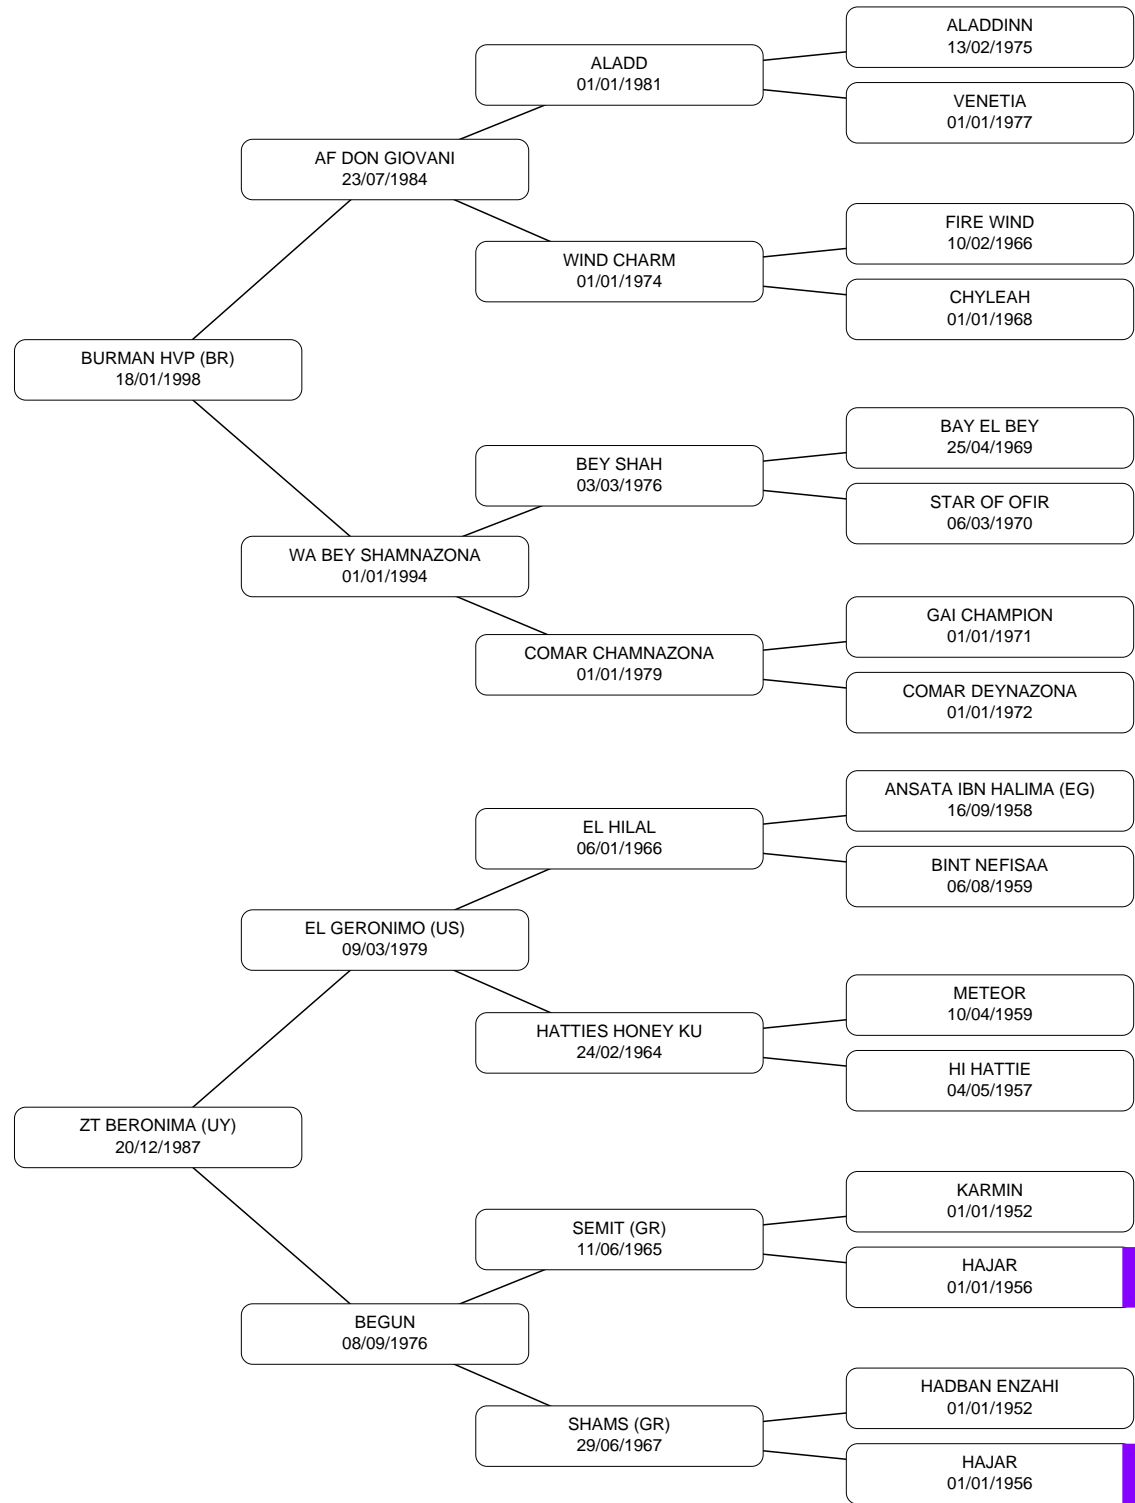 ALADDINN
13/02/1975
ALADD
01/01/1981
VENETIA
01/01/1977
AF DON GIOVANI
23/07/1984
FIRE WIND
10/02/1966
WIND CHARM
01/01/1974
CHYLEAH
01/01/1968
BURMAN HVP (BR)
18/01/1998
BAY EL BEY
25/04/1969
BEY SHAH
03/03/1976
STAR OF OFIR
06/03/1970
WA BEY SHAMNAZONA
01/01/1994
GAI CHAMPION
01/01/1971
COMAR CHAMNAZONA
01/01/1979
COMAR DEYNAZONA
01/01/1972
ANSATA IBN HALIMA (EG)
16/09/1958
EL HILAL
06/01/1966
BINT NEFISAA
06/08/1959
EL GERONIMO (US)
09/03/1979
METEOR
10/04/1959
HATTIES HONEY KU
24/02/1964
HI HATTIE
04/05/1957
ZT BERONIMA (UY)
20/12/1987
KARMIN
01/01/1952
SEMIT (GR)
11/06/1965
HAJAR
01/01/1956
BEGUN
08/09/1976
HADBAN ENZAHI
01/01/1952
SHAMS (GR)
29/06/1967
HAJAR
01/01/1956